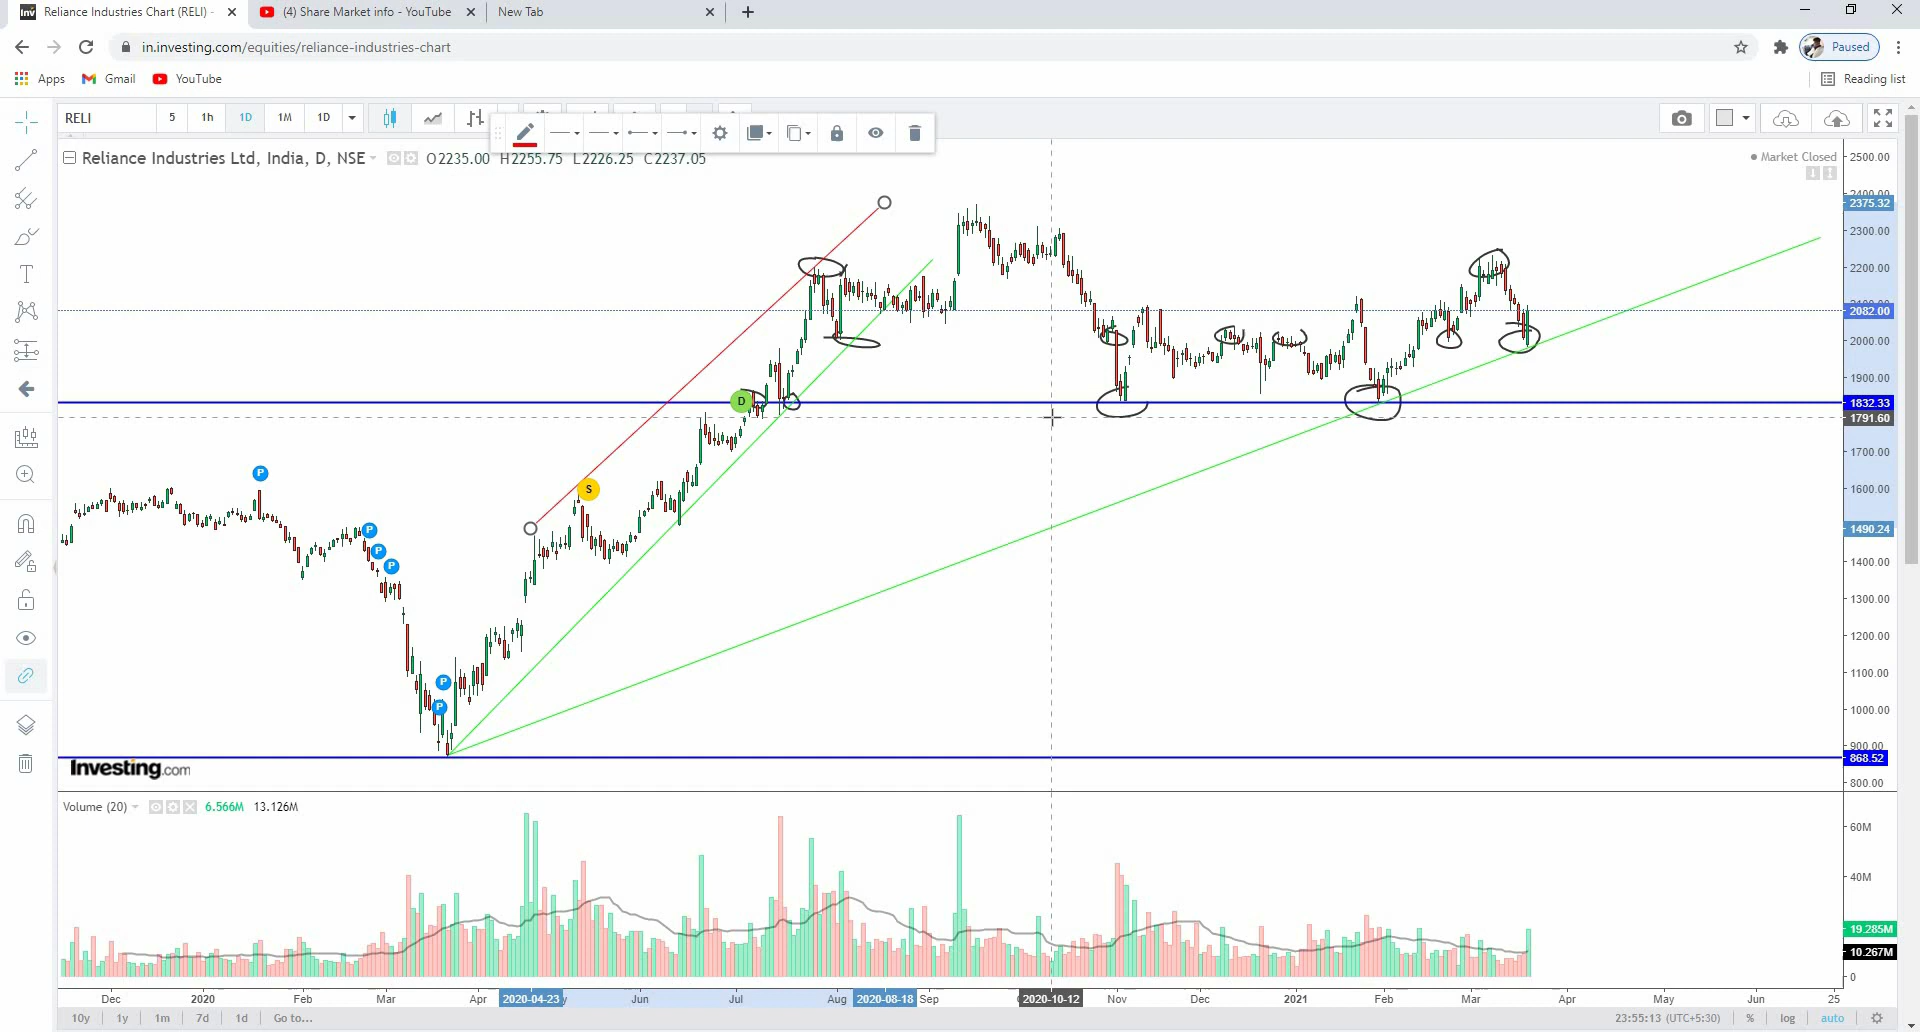 Reliance Industries Chart (RELI) -
(4) Share Market info - YouTube
New Tab
in.investing.com/equities/reliance-industries-chart
Paused
Apps
Gmail
YouTube
Reading list
RELI
5
1h
1D
1M
1D
Reliance Industries Ltd, India, D, NSE
O2235.00 H2255.75 L2226.25 C2237.05
Market Closed
2500.00
2400.00
2375.32
2300.00
2200.00
2100.00
2082.00
2000.00
1900.00
1832.33
1791.60
1700.00
1600.00
1490.24
1400.00
1300.00
1200.00
1100.00
1000.00
900.00
868.52
800.00
D
S
P
P
P
P
P
P
Investing.com
Volume (20)
6.566M 13.126M
60M
40M
19.285M
10.267M
0
Dec
2020
Feb
Mar
Apr
2020-04-23
Jun
Jul
Aug
2020-08-18
Sep
2020-10-12
Nov
Dec
2021
Feb
Mar
Apr
May
Jun
25
10y
1y
1m
7d
1d
Go to...
23:55:13 (UTC+5:30)
%
log
auto